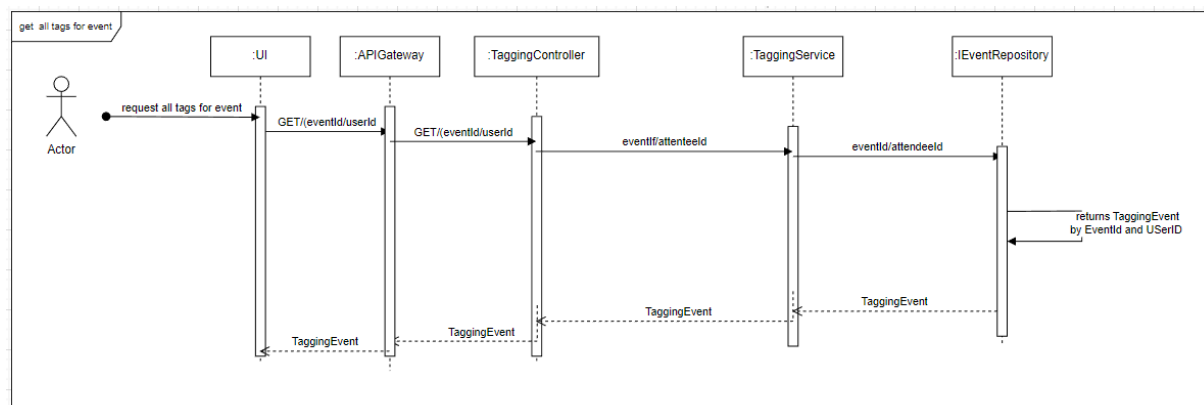 get all tags for event
:UI
:APIGateway
:TaggingController
:TaggingService
:IEventRepository
Actor
request all tags for event
GET/(eventId/userId
GET/(eventId/userId
eventIf/attenteeId
eventId/attendeeId
returns TaggingEvent
by EventId and USerID
TaggingEvent
TaggingEvent
TaggingEvent
TaggingEvent